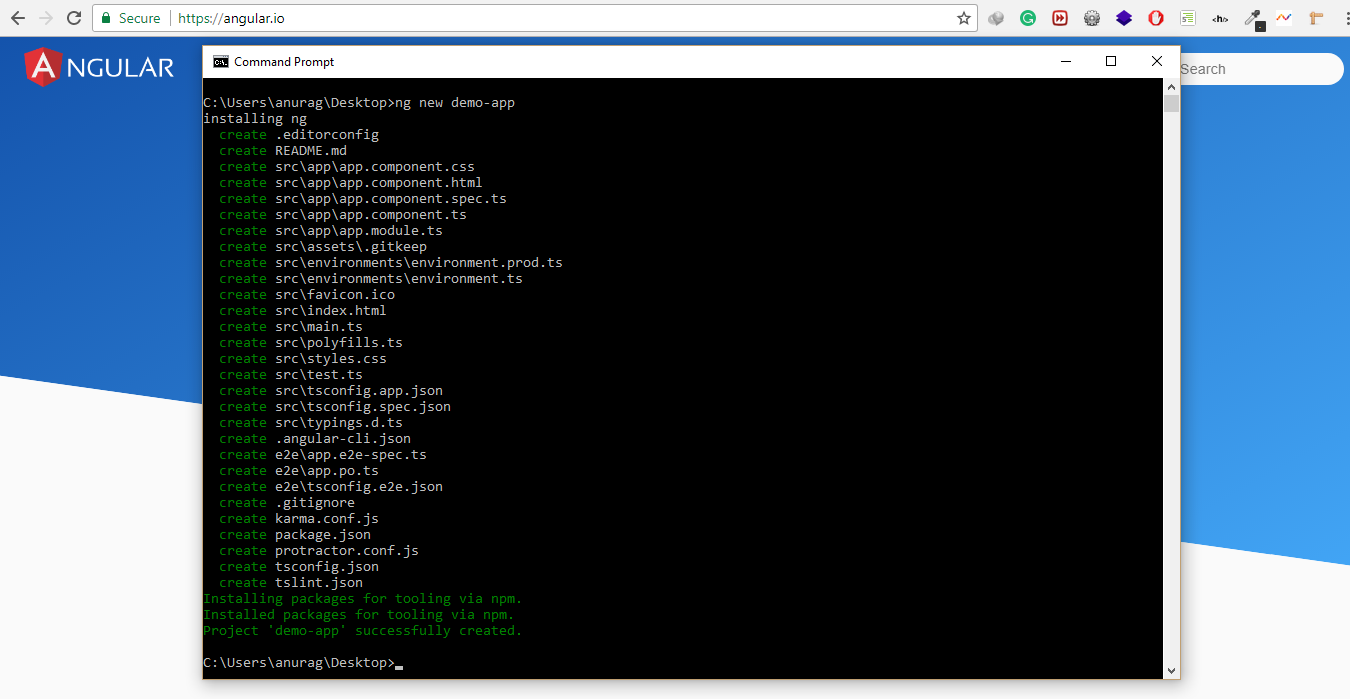 Secure https://angular.io
ANGULAR
Search
Command Prompt
C:\Users\anurag\Desktop>ng new demo-app
installing ng
  create .editorconfig
  create README.md
  create src\app\app.component.css
  create src\app\app.component.html
  create src\app\app.component.spec.ts
  create src\app\app.component.ts
  create src\app\app.module.ts
  create src\assets\.gitkeep
  create src\environments\environment.prod.ts
  create src\environments\environment.ts
  create src\favicon.ico
  create src\index.html
  create src\main.ts
  create src\polyfills.ts
  create src\styles.css
  create src\test.ts
  create src\tsconfig.app.json
  create src\tsconfig.spec.json
  create src\typings.d.ts
  create .angular-cli.json
  create e2e\app.e2e-spec.ts
  create e2e\app.po.ts
  create e2e\tsconfig.e2e.json
  create .gitignore
  create karma.conf.js
  create package.json
  create protractor.conf.js
  create tsconfig.json
  create tslint.json
Installing packages for tooling via npm.
Installed packages for tooling via npm.
Project 'demo-app' successfully created.
C:\Users\anurag\Desktop>_